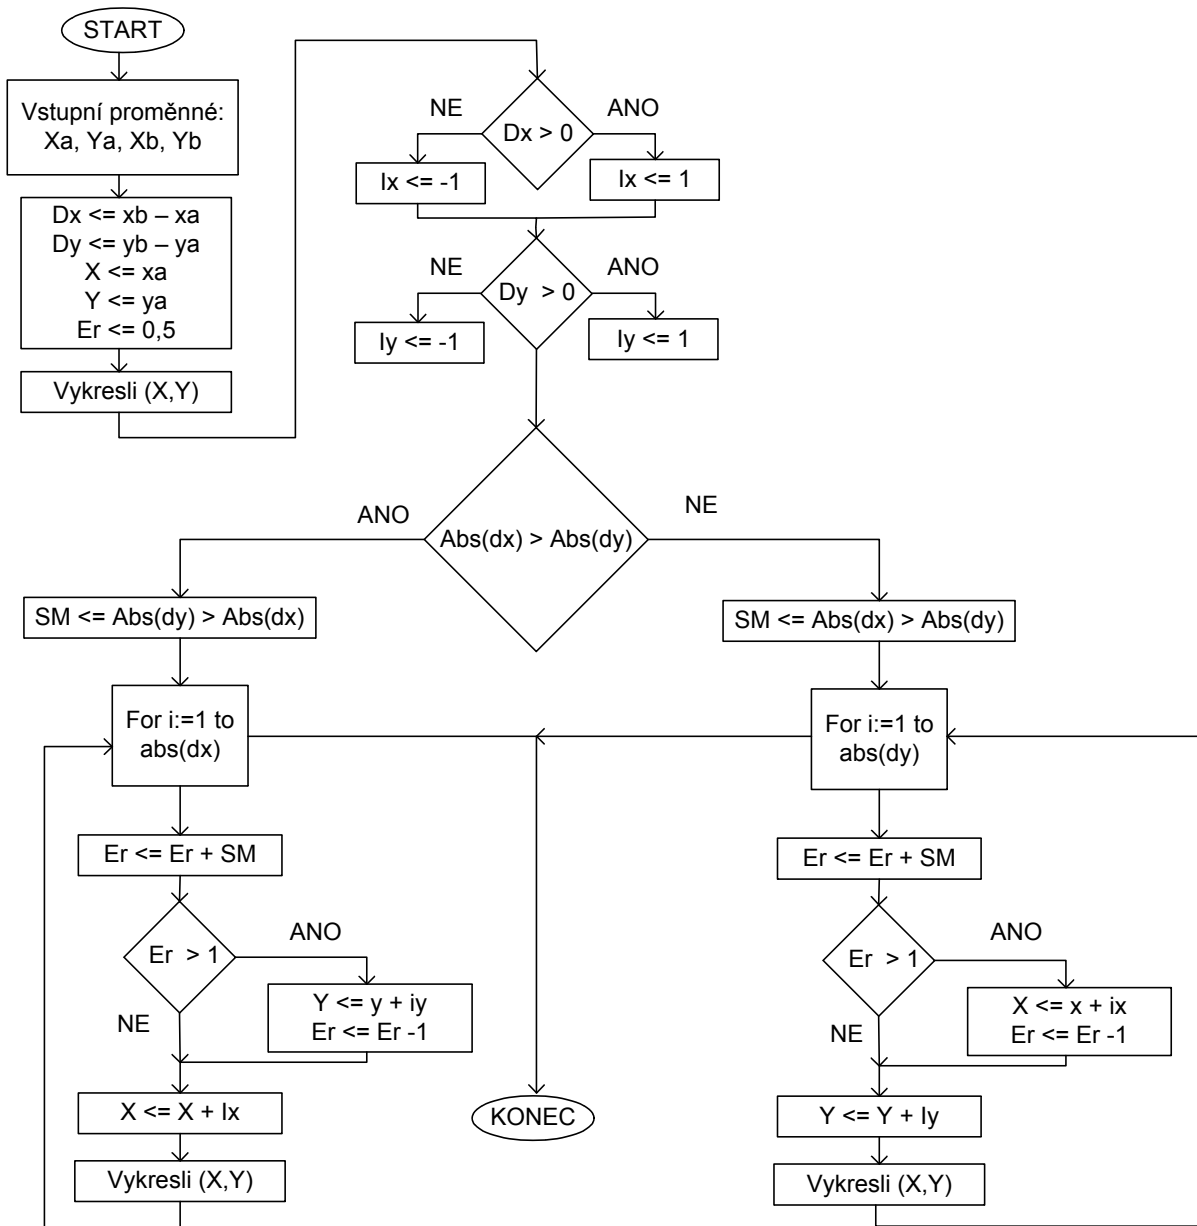 START
Vstupní proměnné:
Xa, Ya, Xb, Yb
Dx <= xb – xa
Dy <= yb – ya
X <= xa
Y <= ya
Er <= 0,5
Vykresli (X,Y)
NE
ANO
Dx > 0
Ix <= -1
Ix <= 1
NE
ANO
Dy > 0
Iy <= -1
Iy <= 1
ANO
NE
Abs(dx) > Abs(dy)
SM <= Abs(dy) > Abs(dx)
For i:=1 to
abs(dx)
Er <= Er + SM
Er > 1
ANO
Y <= y + iy
Er <= Er -1
NE
X <= X + Ix
Vykresli (X,Y)
KONEC
SM <= Abs(dx) > Abs(dy)
For i:=1 to
abs(dy)
Er <= Er + SM
Er > 1
ANO
X <= x + ix
Er <= Er -1
NE
Y <= Y + Iy
Vykresli (X,Y)